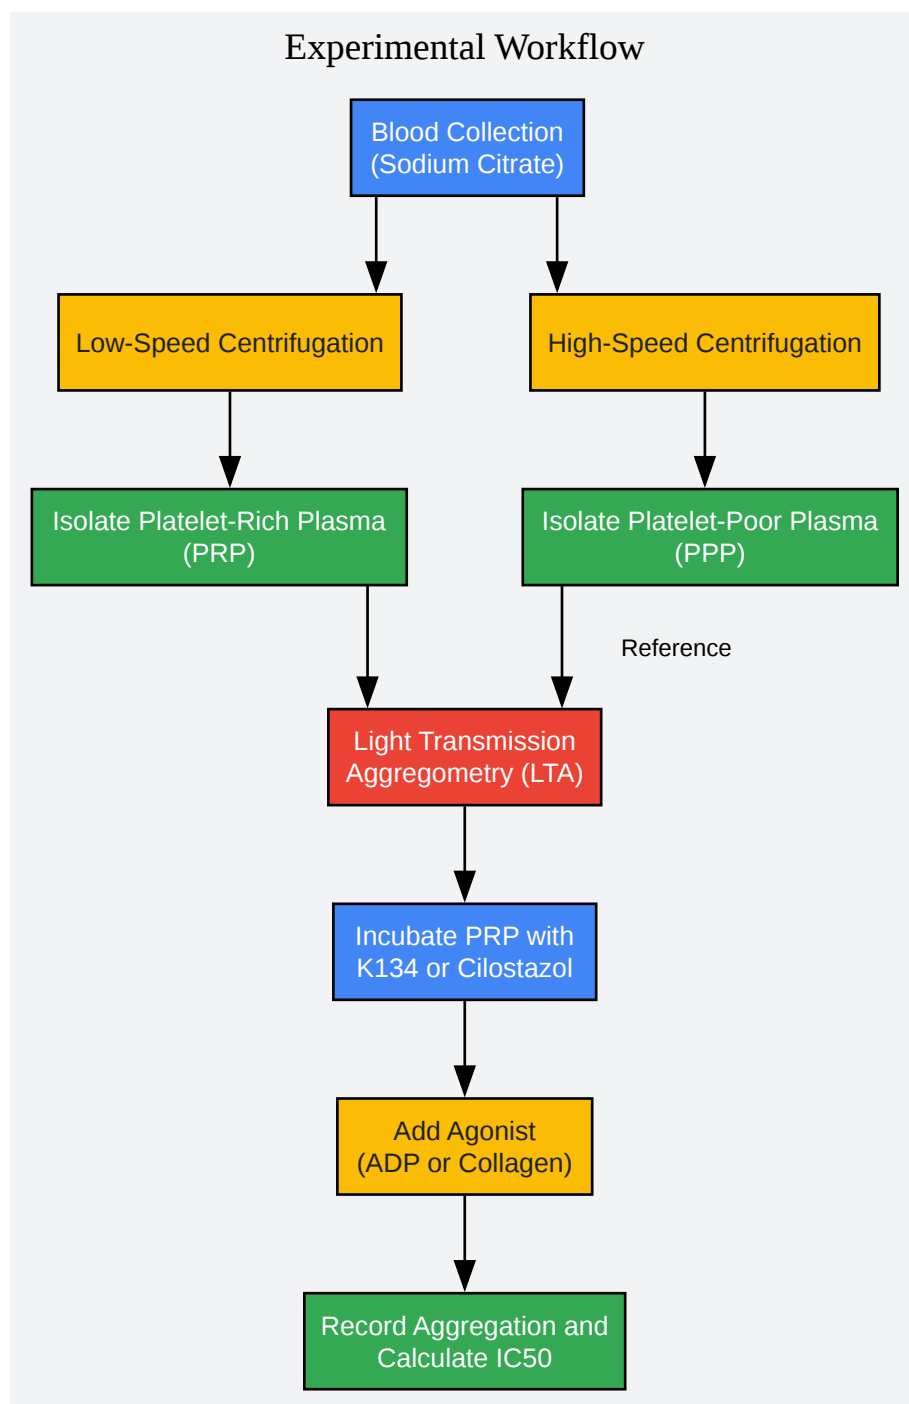 Experimental Workflow
Blood Collection
(Sodium Citrate)
Low-Speed Centrifugation
High-Speed Centrifugation
Isolate Platelet-Rich Plasma
(PRP)
Isolate Platelet-Poor Plasma
(PPP)
Reference
Light Transmission
Aggregometry (LTA)
Incubate PRP with
K134 or Cilostazol
Add Agonist
(ADP or Collagen)
Record Aggregation and
Calculate IC50